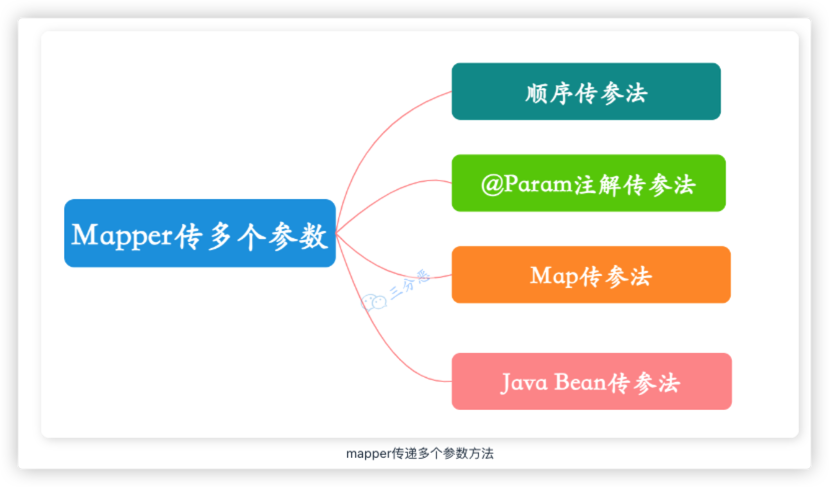 顺序传参法
@Param注解传参法
Mapper传多个参数
Map传参法
三分恶
Java Bean传参法
mapper传递多个参数方法